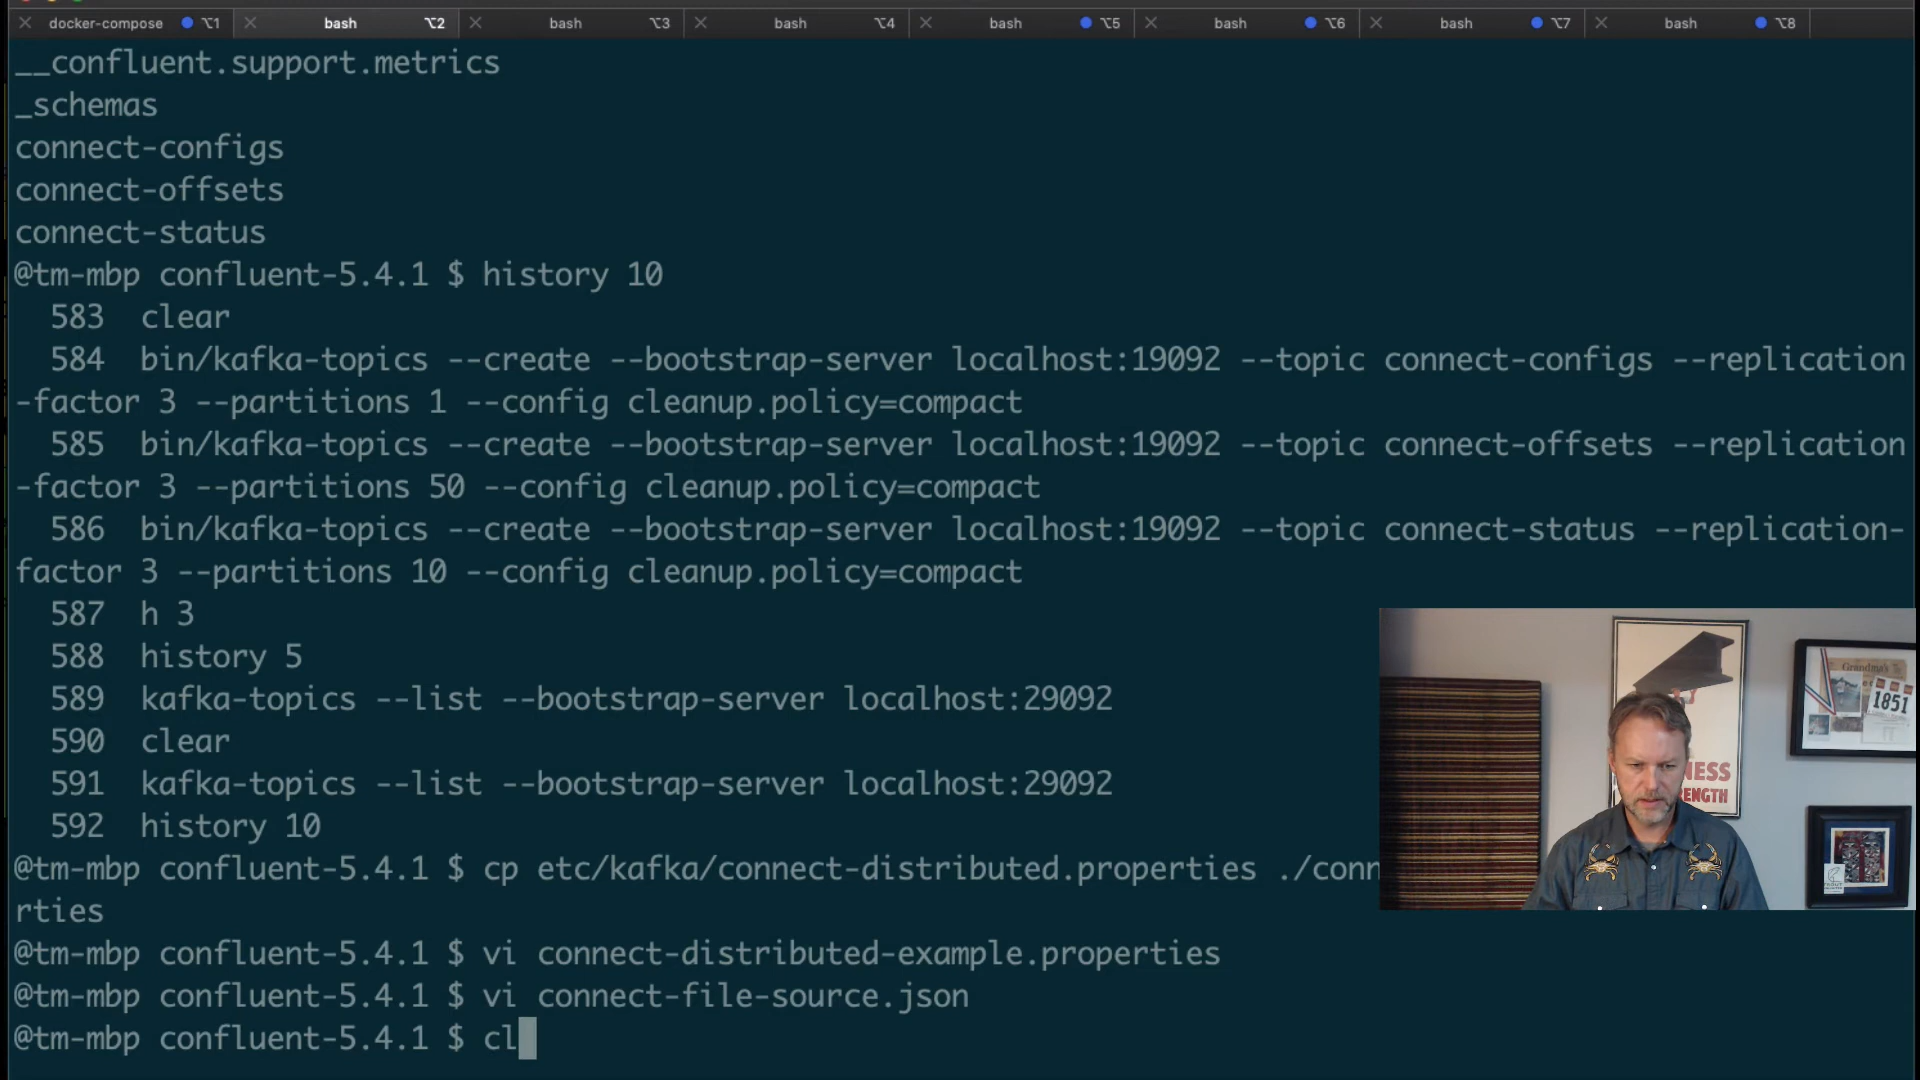 docker-compose ⌥1 bash ⌥2 bash ⌥3 bash ⌥4 bash ⌥5 bash ⌥6 bash ⌥7 bash ⌥8
__confluent.support.metrics
_schemas
connect-configs
connect-offsets
connect-status
@tm-mbp confluent-5.4.1 $ history 10
583 clear
584 bin/kafka-topics --create --bootstrap-server localhost:19092 --topic connect-configs --replication
-factor 3 --partitions 1 --config cleanup.policy=compact
585 bin/kafka-topics --create --bootstrap-server localhost:19092 --topic connect-offsets --replication
-factor 3 --partitions 50 --config cleanup.policy=compact
586 bin/kafka-topics --create --bootstrap-server localhost:19092 --topic connect-status --replication-
factor 3 --partitions 10 --config cleanup.policy=compact
587 h 3
588 history 5
589 kafka-topics --list --bootstrap-server localhost:29092
590 clear
591 kafka-topics --list --bootstrap-server localhost:29092
592 history 10
@tm-mbp confluent-5.4.1 $ cp etc/kafka/connect-distributed.properties ./conn
rties
@tm-mbp confluent-5.4.1 $ vi connect-distributed-example.properties
@tm-mbp confluent-5.4.1 $ vi connect-file-source.json
@tm-mbp confluent-5.4.1 $ cl
Grandma's
1851
NESS
RENGTH